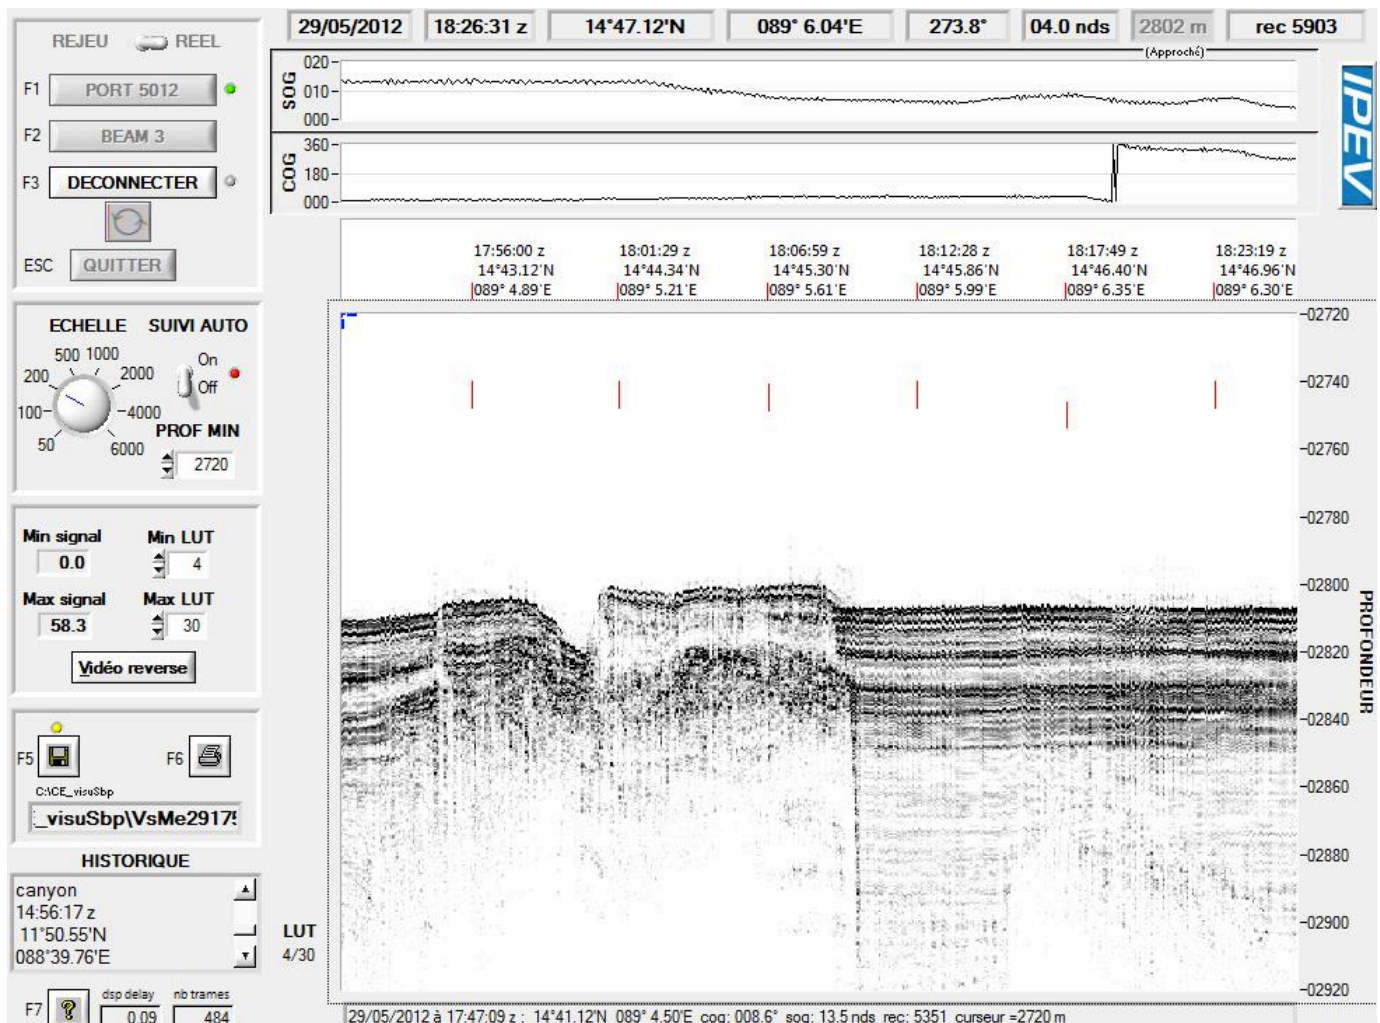 29/05/2012 18:26:31 z 14°47.12'N 089° 6.04'E 273.8° 04.0 nds 2802 m rec 5903
(Approché)
REJEU REEL
F1 PORT 5012
F2 BEAM 3
F3 DECONNECTER
ESC QUITTER
SOG
020
010
000
COG
360
180
000
IPEV
17:56:00 z 18:01:29 z 18:06:59 z 18:12:28 z 18:17:49 z 18:23:19 z
14°43.12'N 14°44.34'N 14°45.30'N 14°45.86'N 14°46.40'N 14°46.96'N
089° 4.89'E 089° 5.21'E 089° 5.61'E 089° 5.99'E 089° 6.35'E 089° 6.30'E
ECHELLE SUIVI AUTO
500 1000
200 2000
100 4000
50 6000
On
Off
PROF MIN
2720
Min signal Min LUT
0.0 4
Max signal Max LUT
58.3 30
Vidéo reverse
F5 F6
C:\CE_visuSbp
_visuSbp\VsMe2917
HISTORIQUE
canyon
14:56:17 z
11°50.55'N
088°39.76'E
F7 ?
dsp delay nb trames
0.09 484
LUT
4/30
02720
02740
02760
02780
02800
02820
02840
02860
02880
02900
02920
PROFONDEUR
29/05/2012 à 17:47:09 z : 14°41.12'N 089° 4.50'E cog: 008.6° sog: 13.5 nds rec: 5351 curseur =2720 m